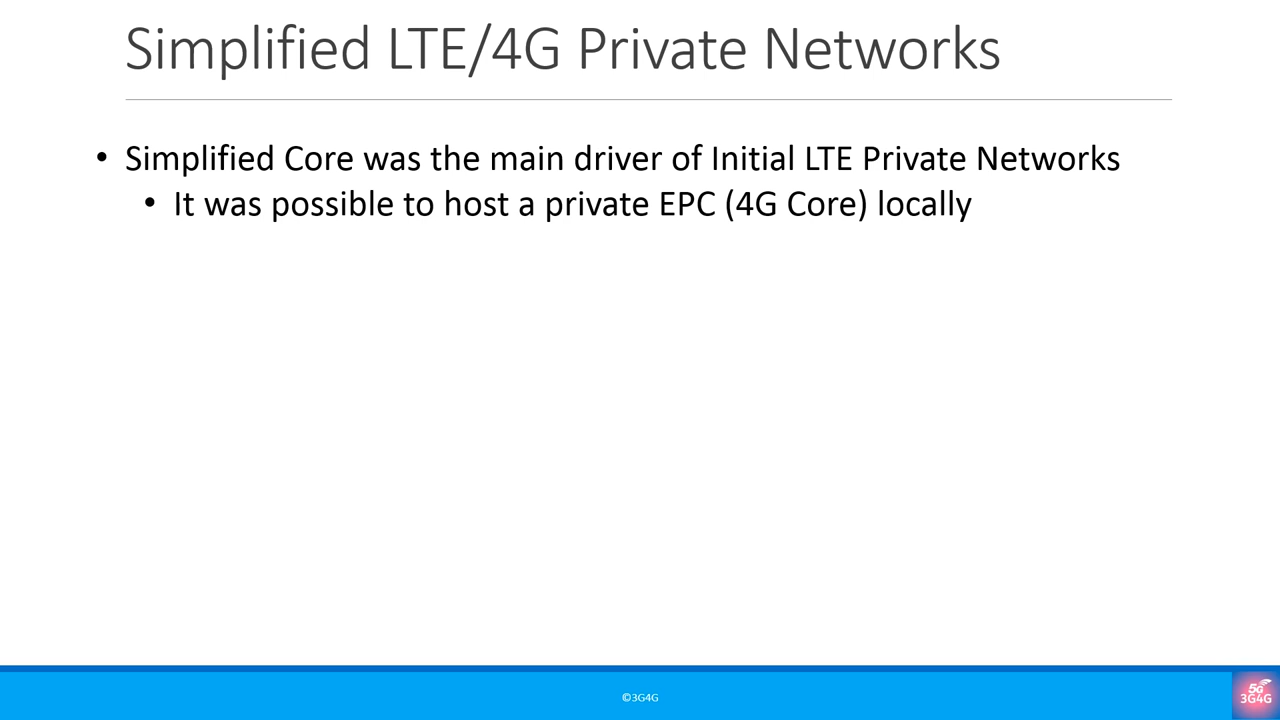 Simplified LTE/4G Private Networks
• Simplified Core was the main driver of Initial LTE Private Networks
• It was possible to host a private EPC (4G Core) locally
©3G4G
5G
3G4G